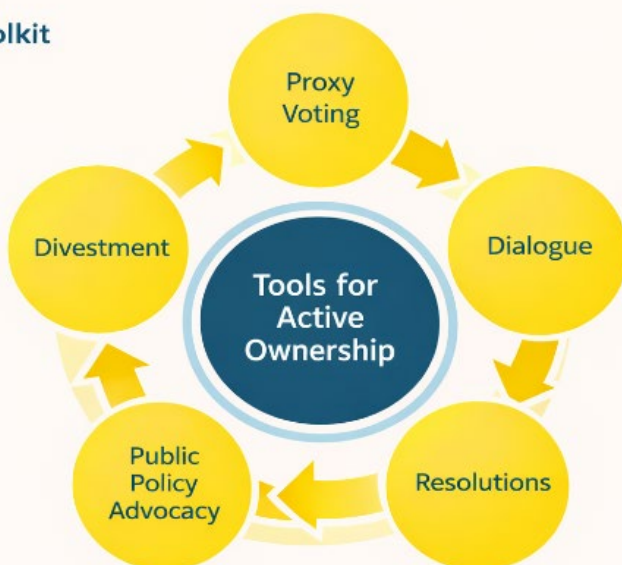 olkit
Proxy
Voting
Dialogue
Resolutions
Public
Policy
Advocacy
Divestment
Tools for
Active
Ownership